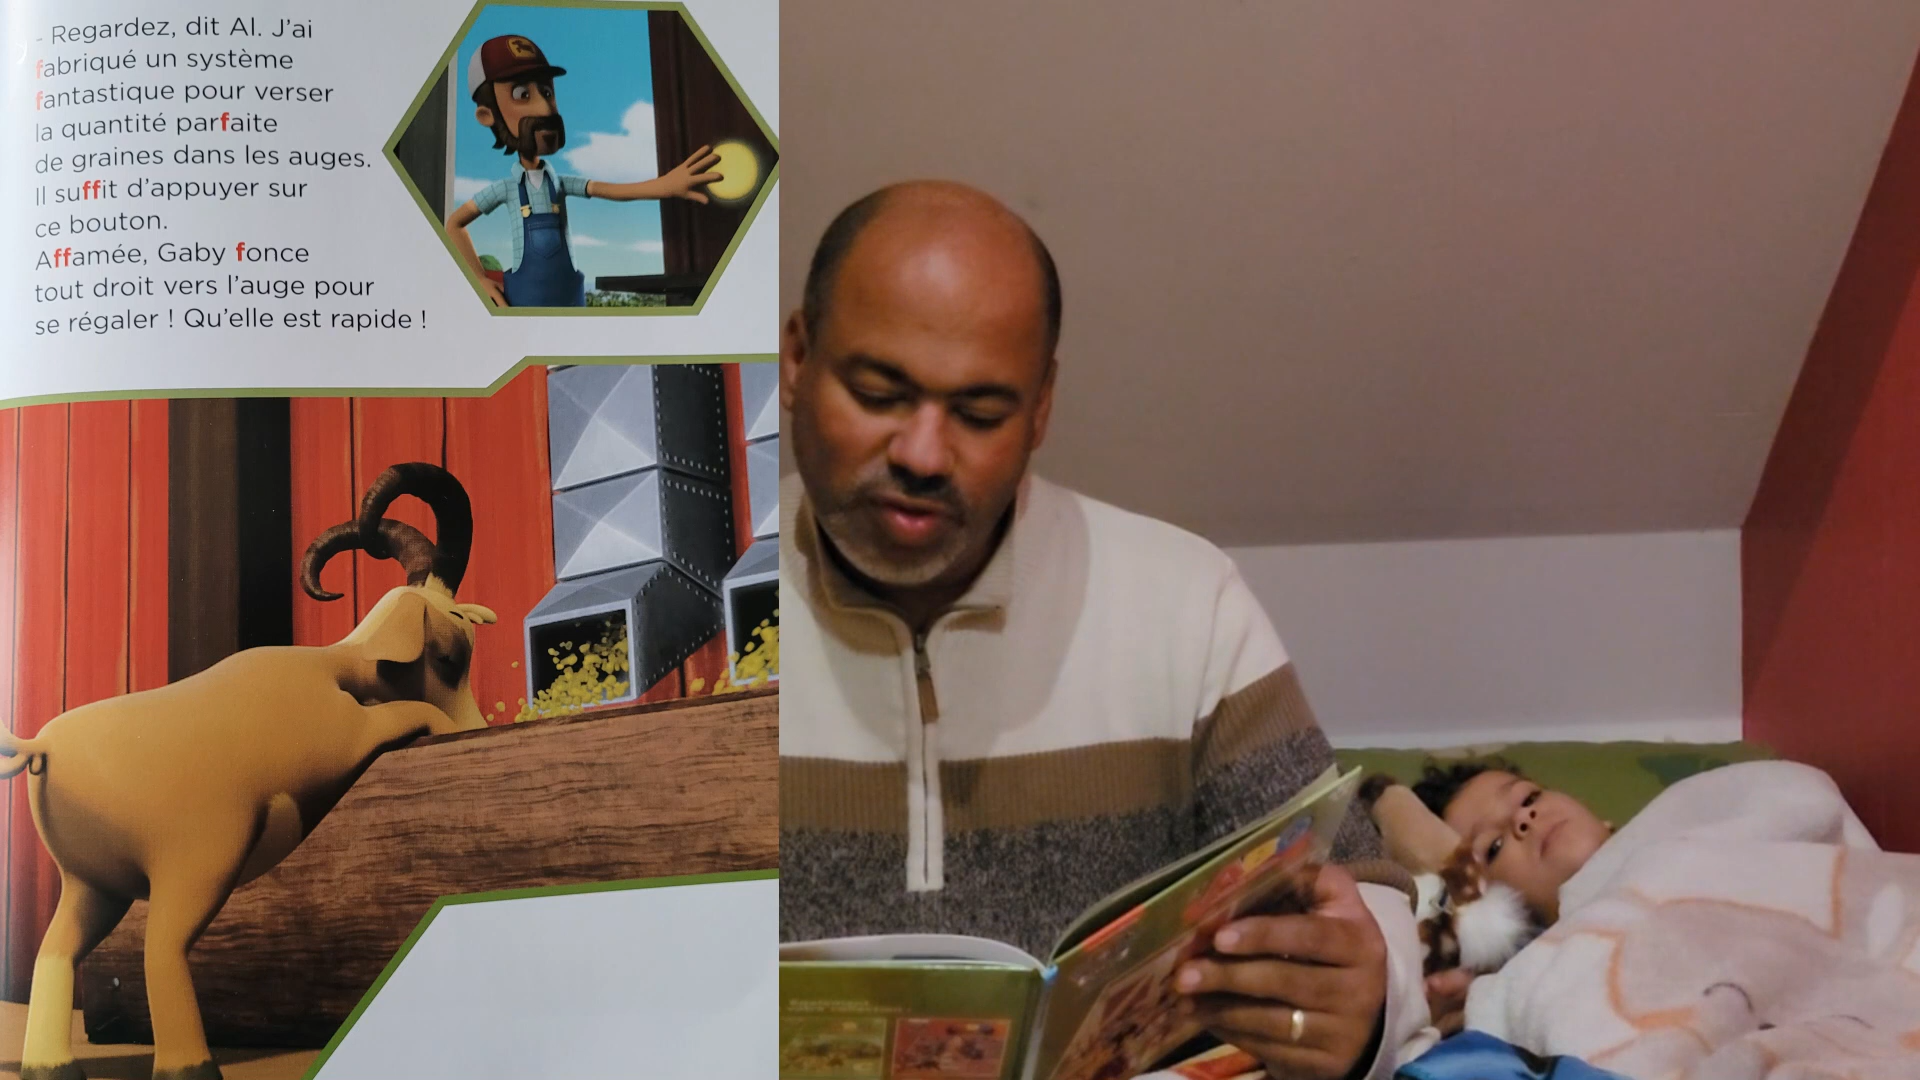 - Regardez, dit Al. J'ai
fabriqué un système
fantastique pour verser
la quantité parfaite
de graines dans les auges.
Il suffit d'appuyer sur
ce bouton.
Affamée, Gaby fonce
tout droit vers l'auge pour
se régaler ! Qu'elle est rapide !